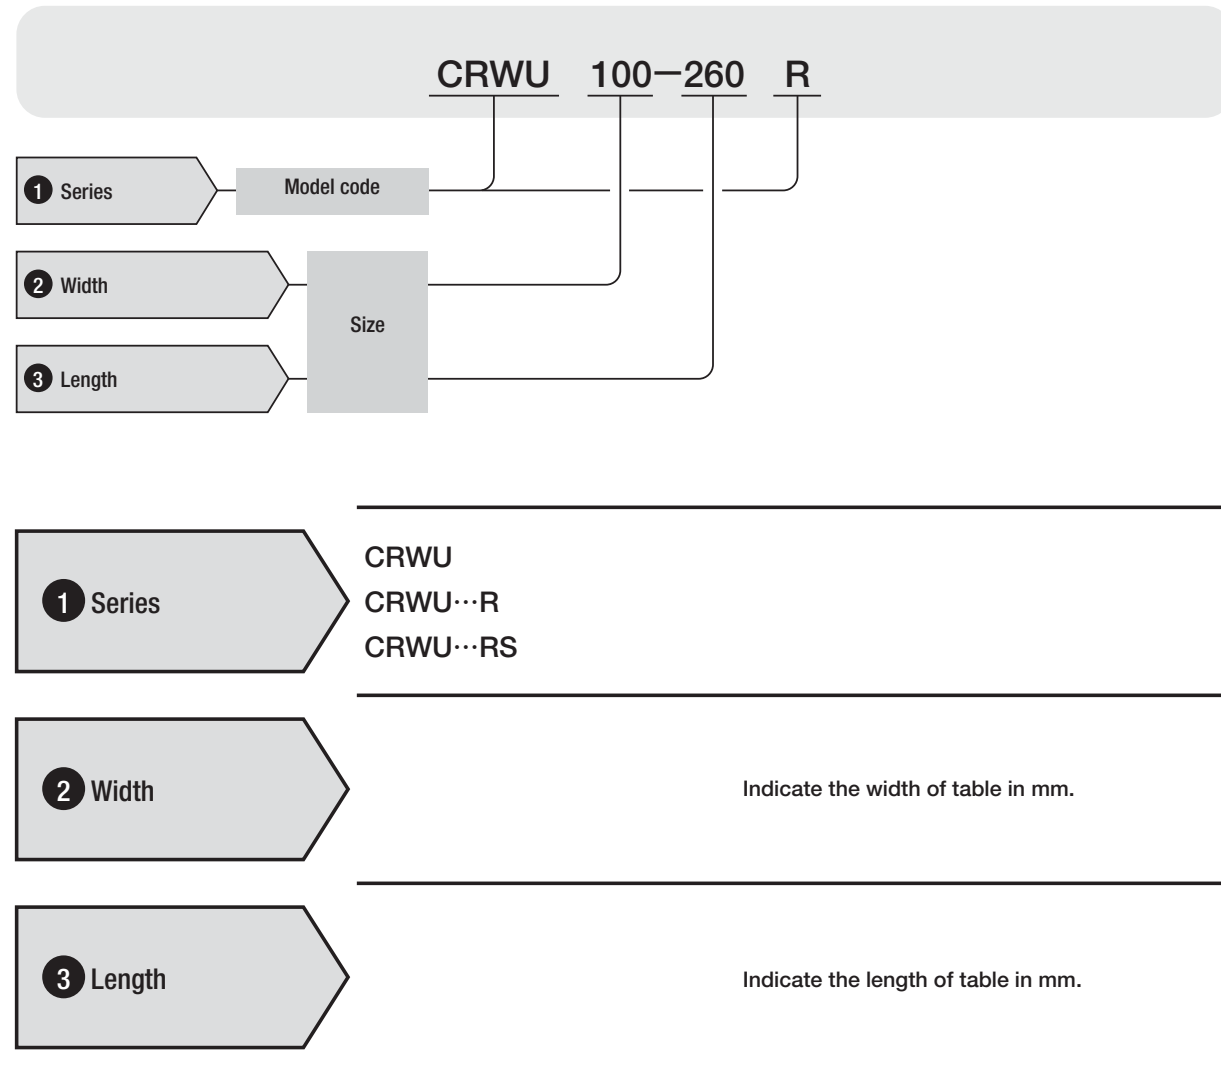 CRWU 100－260 R
1 Series Model code
2 Width
Size
3 Length
1 Series
CRWU
CRWU⋯R
CRWU⋯RS
2 Width
Indicate the width of table in mm.
3 Length
Indicate the length of table in mm.